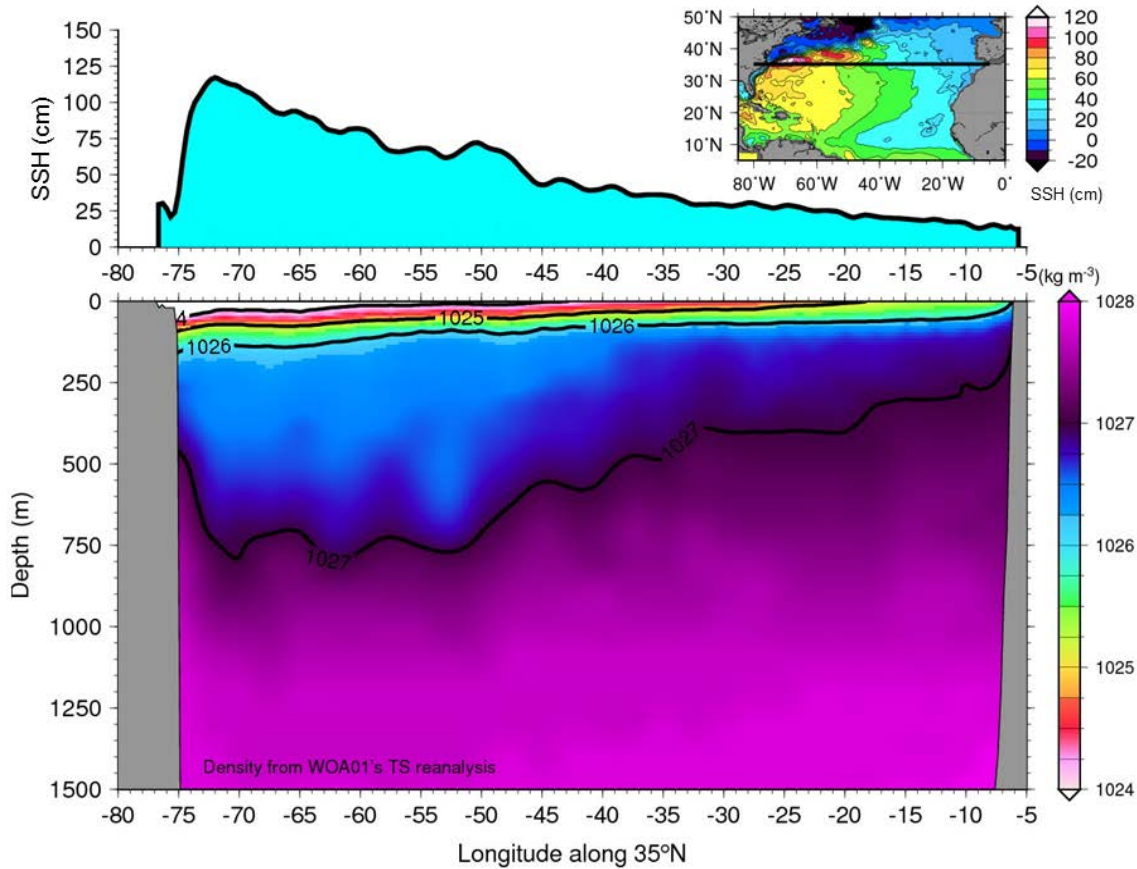 150
125
100
75
50
25
0
SSH (cm)
-80 -75 -70 -65 -60 -55 -50 -45 -40 -35 -30 -25 -20 -15 -10 -5
50˚N
40˚N
30˚N
20˚N
10˚N
80˚W 60˚W 40˚W 20˚W 0˚
120
100
80
60
40
20
0
-20
SSH (cm)
(kg m-³)
0
250
500
750
1000
1250
1500
Depth (m)
4
1025
1026
1026
1027
1027
Density from WOA01's TS reanalysis
1028
1027
1026
1025
1024
-80 -75 -70 -65 -60 -55 -50 -45 -40 -35 -30 -25 -20 -15 -10 -5
Longitude along 35ºN